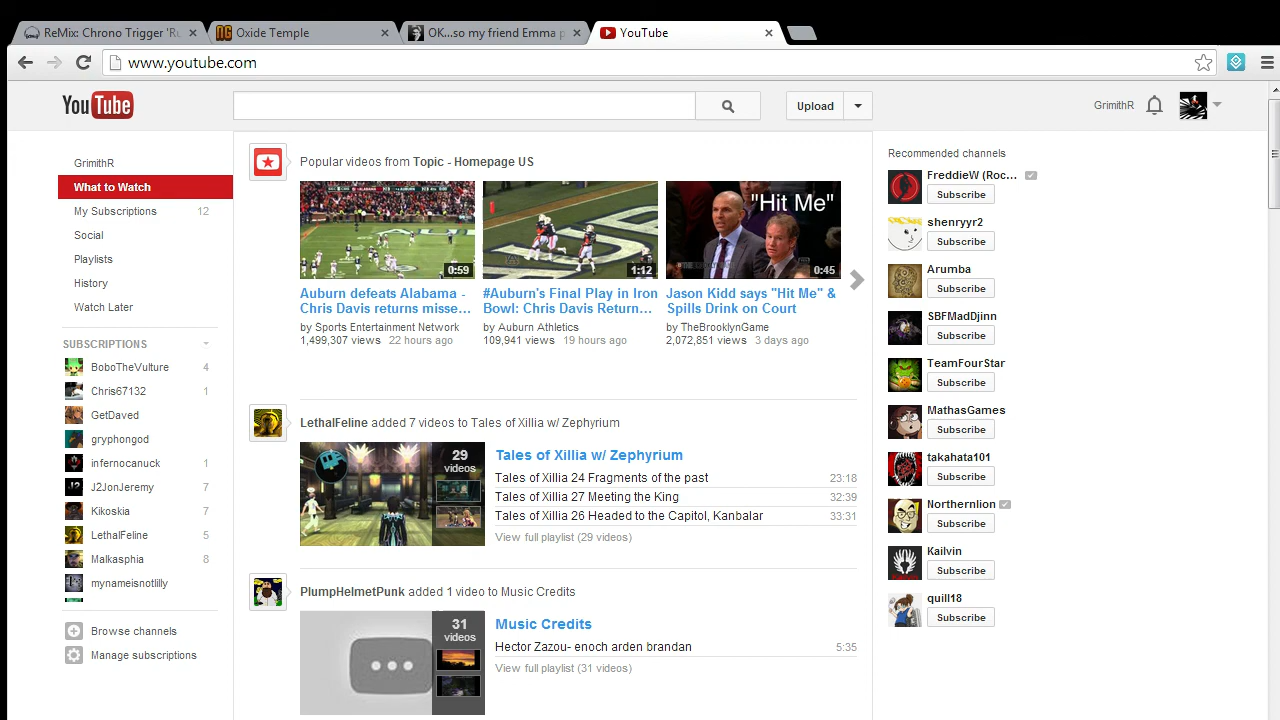 ReMix: Chrono Trigger 'Ru
Oxide Temple
OK...so my friend Emma p
YouTube
www.youtube.com
YouTube
Upload
GrimithR
GrimithR
What to Watch
My Subscriptions 12
Social
Playlists
History
Watch Later
SUBSCRIPTIONS
BoboTheVulture 4
Chris67132 1
GetDaved
gryphongod
infernocanuck 1
J2JonJeremy 7
Kikoskia 7
LethalFeline 5
Malkasphia 8
mynameisnotlilly
Browse channels
Manage subscriptions
Popular videos from Topic - Homepage US
0:59
1:12
"Hit Me"
0:45
Auburn defeats Alabama -
Chris Davis returns misse...
by Sports Entertainment Network
1,499,307 views 22 hours ago
#Auburn's Final Play in Iron
Bowl: Chris Davis Return...
by Auburn Athletics
109,941 views 19 hours ago
Jason Kidd says "Hit Me" &
Spills Drink on Court
by TheBrooklynGame
2,072,851 views 3 days ago
LethalFeline added 7 videos to Tales of Xillia w/ Zephyrium
29
videos
Tales of Xillia w/ Zephyrium
Tales of Xillia 24 Fragments of the past 23:18
Tales of Xillia 27 Meeting the King 32:39
Tales of Xillia 26 Headed to the Capitol, Kanbalar 33:31
View full playlist (29 videos)
PlumpHelmetPunk added 1 video to Music Credits
31
videos
Music Credits
Hector Zazou- enoch arden brandan 5:35
View full playlist (31 videos)
Recommended channels
FreddieW (Roc...
Subscribe
shenryyr2
Subscribe
Arumba
Subscribe
SBFMadDjinn
Subscribe
TeamFourStar
Subscribe
MathasGames
Subscribe
takahata101
Subscribe
Northernlion
Subscribe
Kailvin
Subscribe
quill18
Subscribe